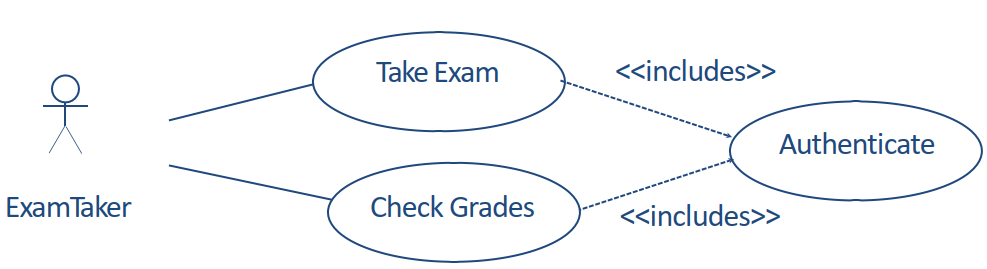 Take Exam
<<includes>>
Authenticate
ExamTaker
Check Grades
<<includes>>